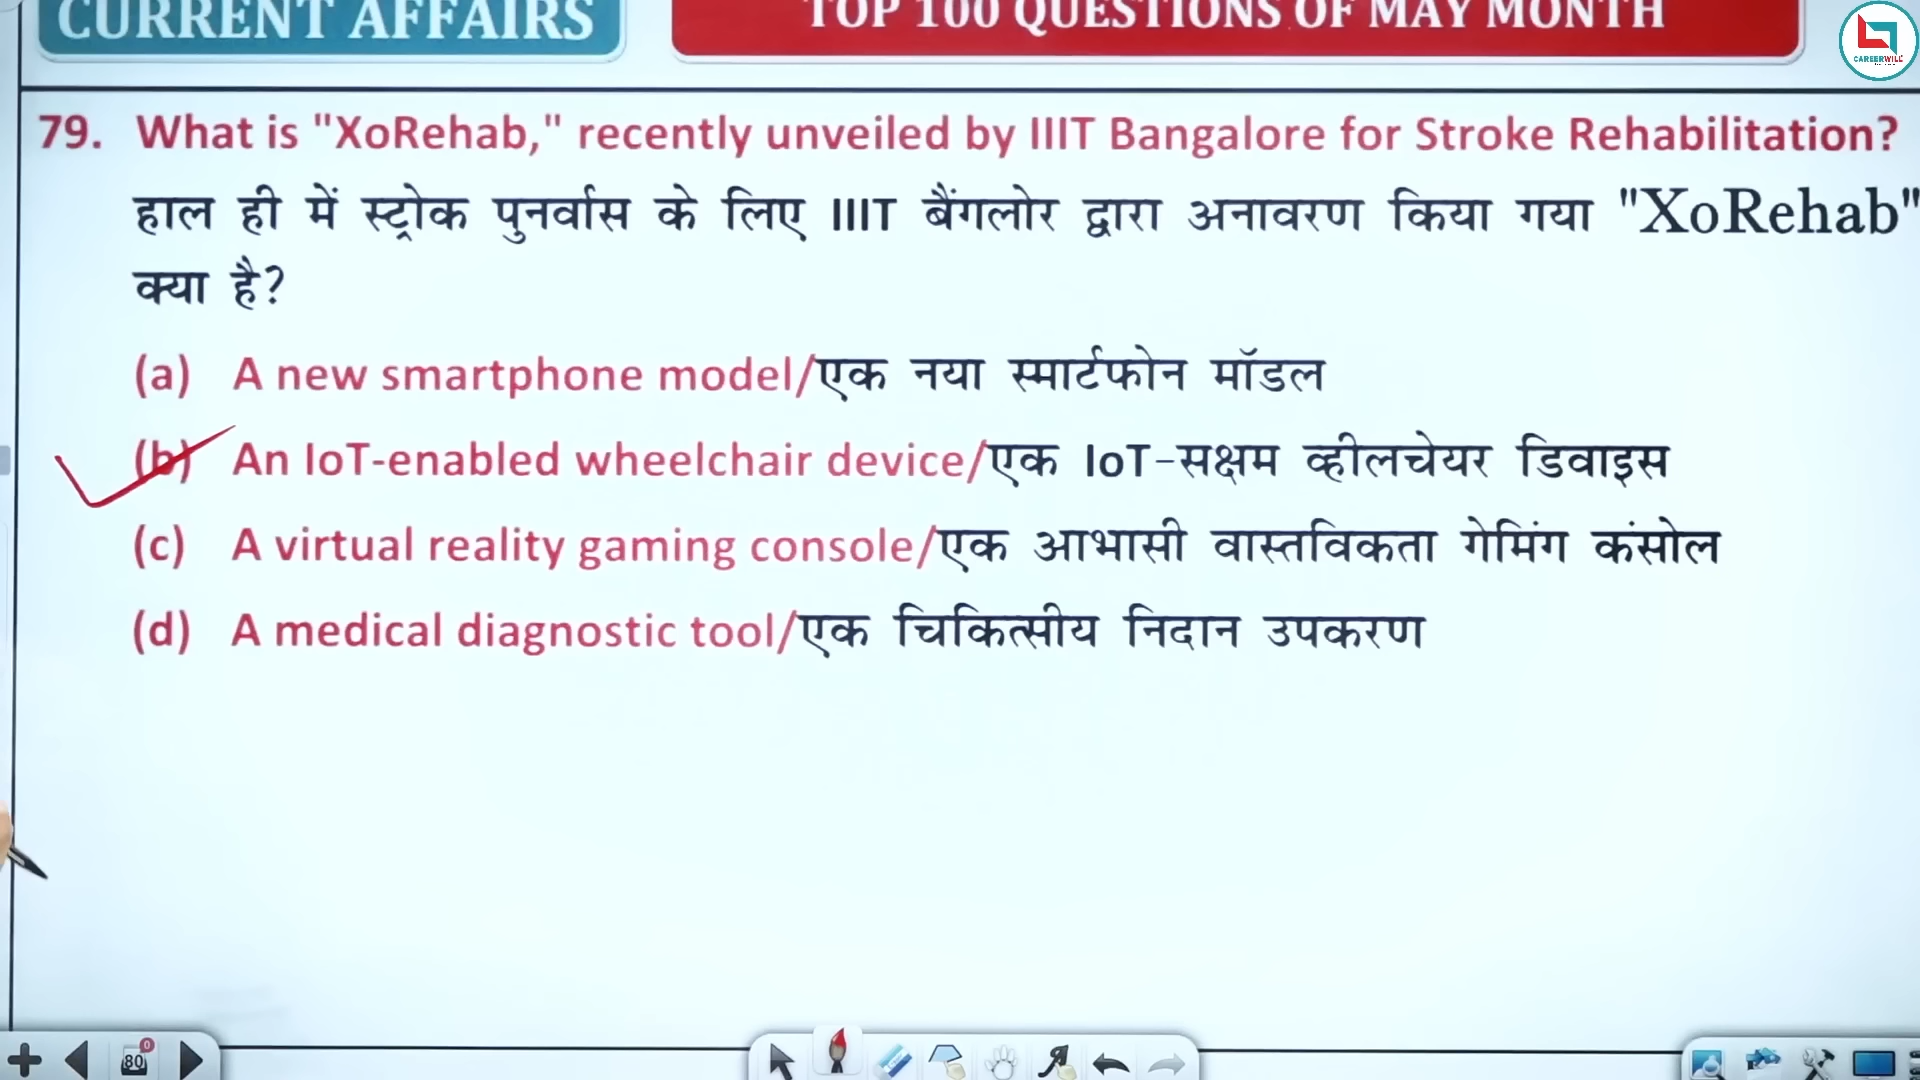 CURRENT AFFAIRS
TOP 100 QUESTIONS OF MAY MONTH
CAREERWILL
79. What is "XoRehab," recently unveiled by IIIT Bangalore for Stroke Rehabilitation?
हाल ही में स्ट्रोक पुनर्वास के लिए IIIT बैंगलोर द्वारा अनावरण किया गया "XoRehab"
क्या है?
(a) A new smartphone model/एक नया स्मार्टफोन मॉडल
(b) An IoT-enabled wheelchair device/एक IoT-सक्षम व्हीलचेयर डिवाइस
(c) A virtual reality gaming console/एक आभासी वास्तविकता गेमिंग कंसोल
(d) A medical diagnostic tool/एक चिकित्सीय निदान उपकरण
80
0